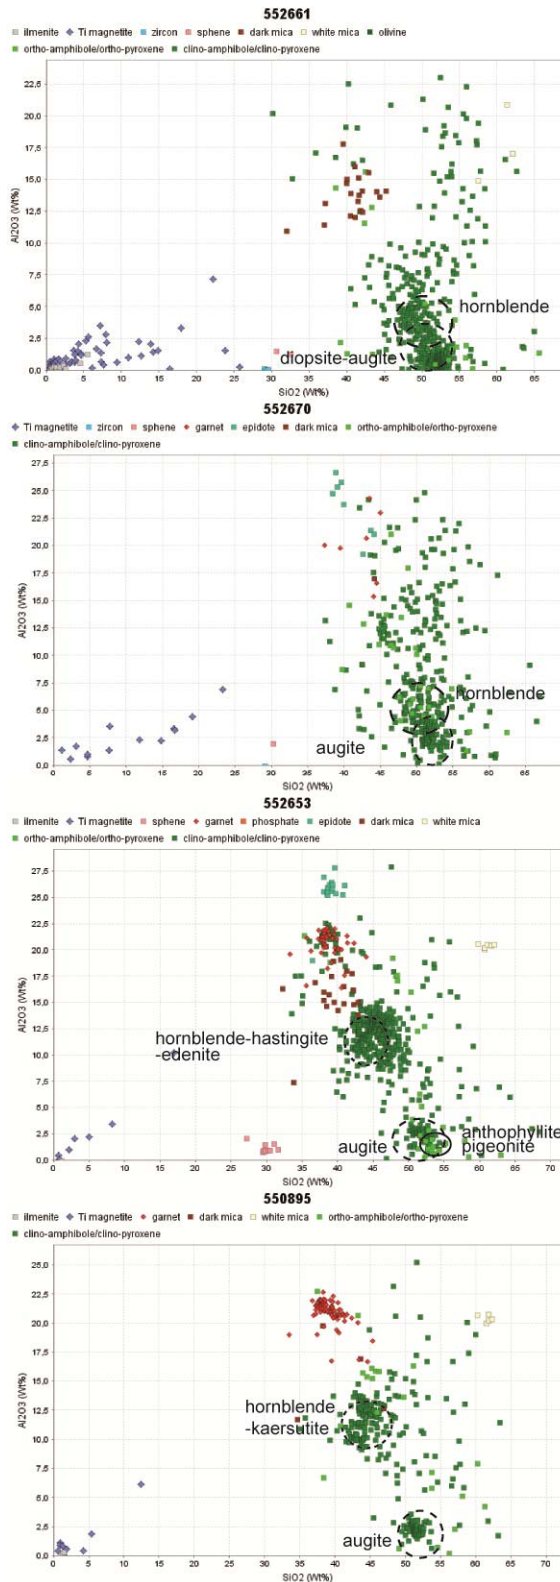 552661
ilmenite Ti magnetite zircon sphene dark mica white mica olivine
ortho-amphibole/ortho-pyroxene clino-amphibole/clino-pyroxene
22,5
20,0
17,5
15,0
12,5
10,0
7,5
5,0
2,5
0,0
Al2O3 (Wt%)
hornblende
diopsite-augite
0 5 10 15 20 25 30 35 40 45 50 55 60 65
SiO2 (Wt%)
552670
Ti magnetite zircon sphene garnet epidote dark mica ortho-amphibole/ortho-pyroxene
clino-amphibole/clino-pyroxene
27,5
25,0
22,5
20,0
17,5
15,0
12,5
10,0
7,5
5,0
2,5
0,0
Al2O3 (Wt%)
hornblende
augite
0 5 10 15 20 25 30 35 40 45 50 55 60 65
SiO2 (Wt%)
552653
ilmenite Ti magnetite sphene garnet phosphate epidote dark mica white mica
ortho-amphibole/ortho-pyroxene clino-amphibole/clino-pyroxene
27,5
25,0
22,5
20,0
17,5
15,0
12,5
10,0
7,5
5,0
2,5
0,0
Al2O3 (Wt%)
hornblende-hastingite
-edenite
augite
anthophyllite
pigeonite
0 5 10 15 20 25 30 35 40 45 50 55 60 65 70
SiO2 (Wt%)
550895
ilmenite Ti magnetite garnet dark mica white mica ortho-amphibole/ortho-pyroxene
clino-amphibole/clino-pyroxene
25,0
22,5
20,0
17,5
15,0
12,5
10,0
7,5
5,0
2,5
0,0
Al2O3 (Wt%)
hornblende
-kaersutite
augite
0 5 10 15 20 25 30 35 40 45 50 55 60 65 70
SiO2 (Wt%)